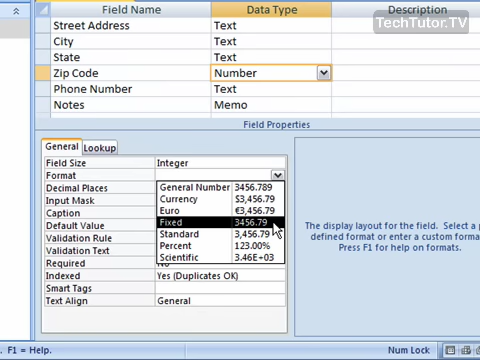 Field Name Data Type Description
TechTutor.TV
Street Address Text
City Text
State Text
Zip Code Number
Phone Number Text
Notes Memo
Field Properties
General Lookup
Field Size Integer
Format
Decimal Places General Number 3456.789
Input Mask Currency $3,456.79
Caption Euro €3,456.79
Default Value Fixed 3456.79
Validation Rule Standard 3,456.79
Validation Text Percent 123.00%
Required Scientific 3.46E+03
Indexed Yes (Duplicates OK)
Smart Tags
Text Align General
The display layout for the field. Select a p
defined format or enter a custom forma
Press F1 for help on formats.
F1 = Help. Num Lock